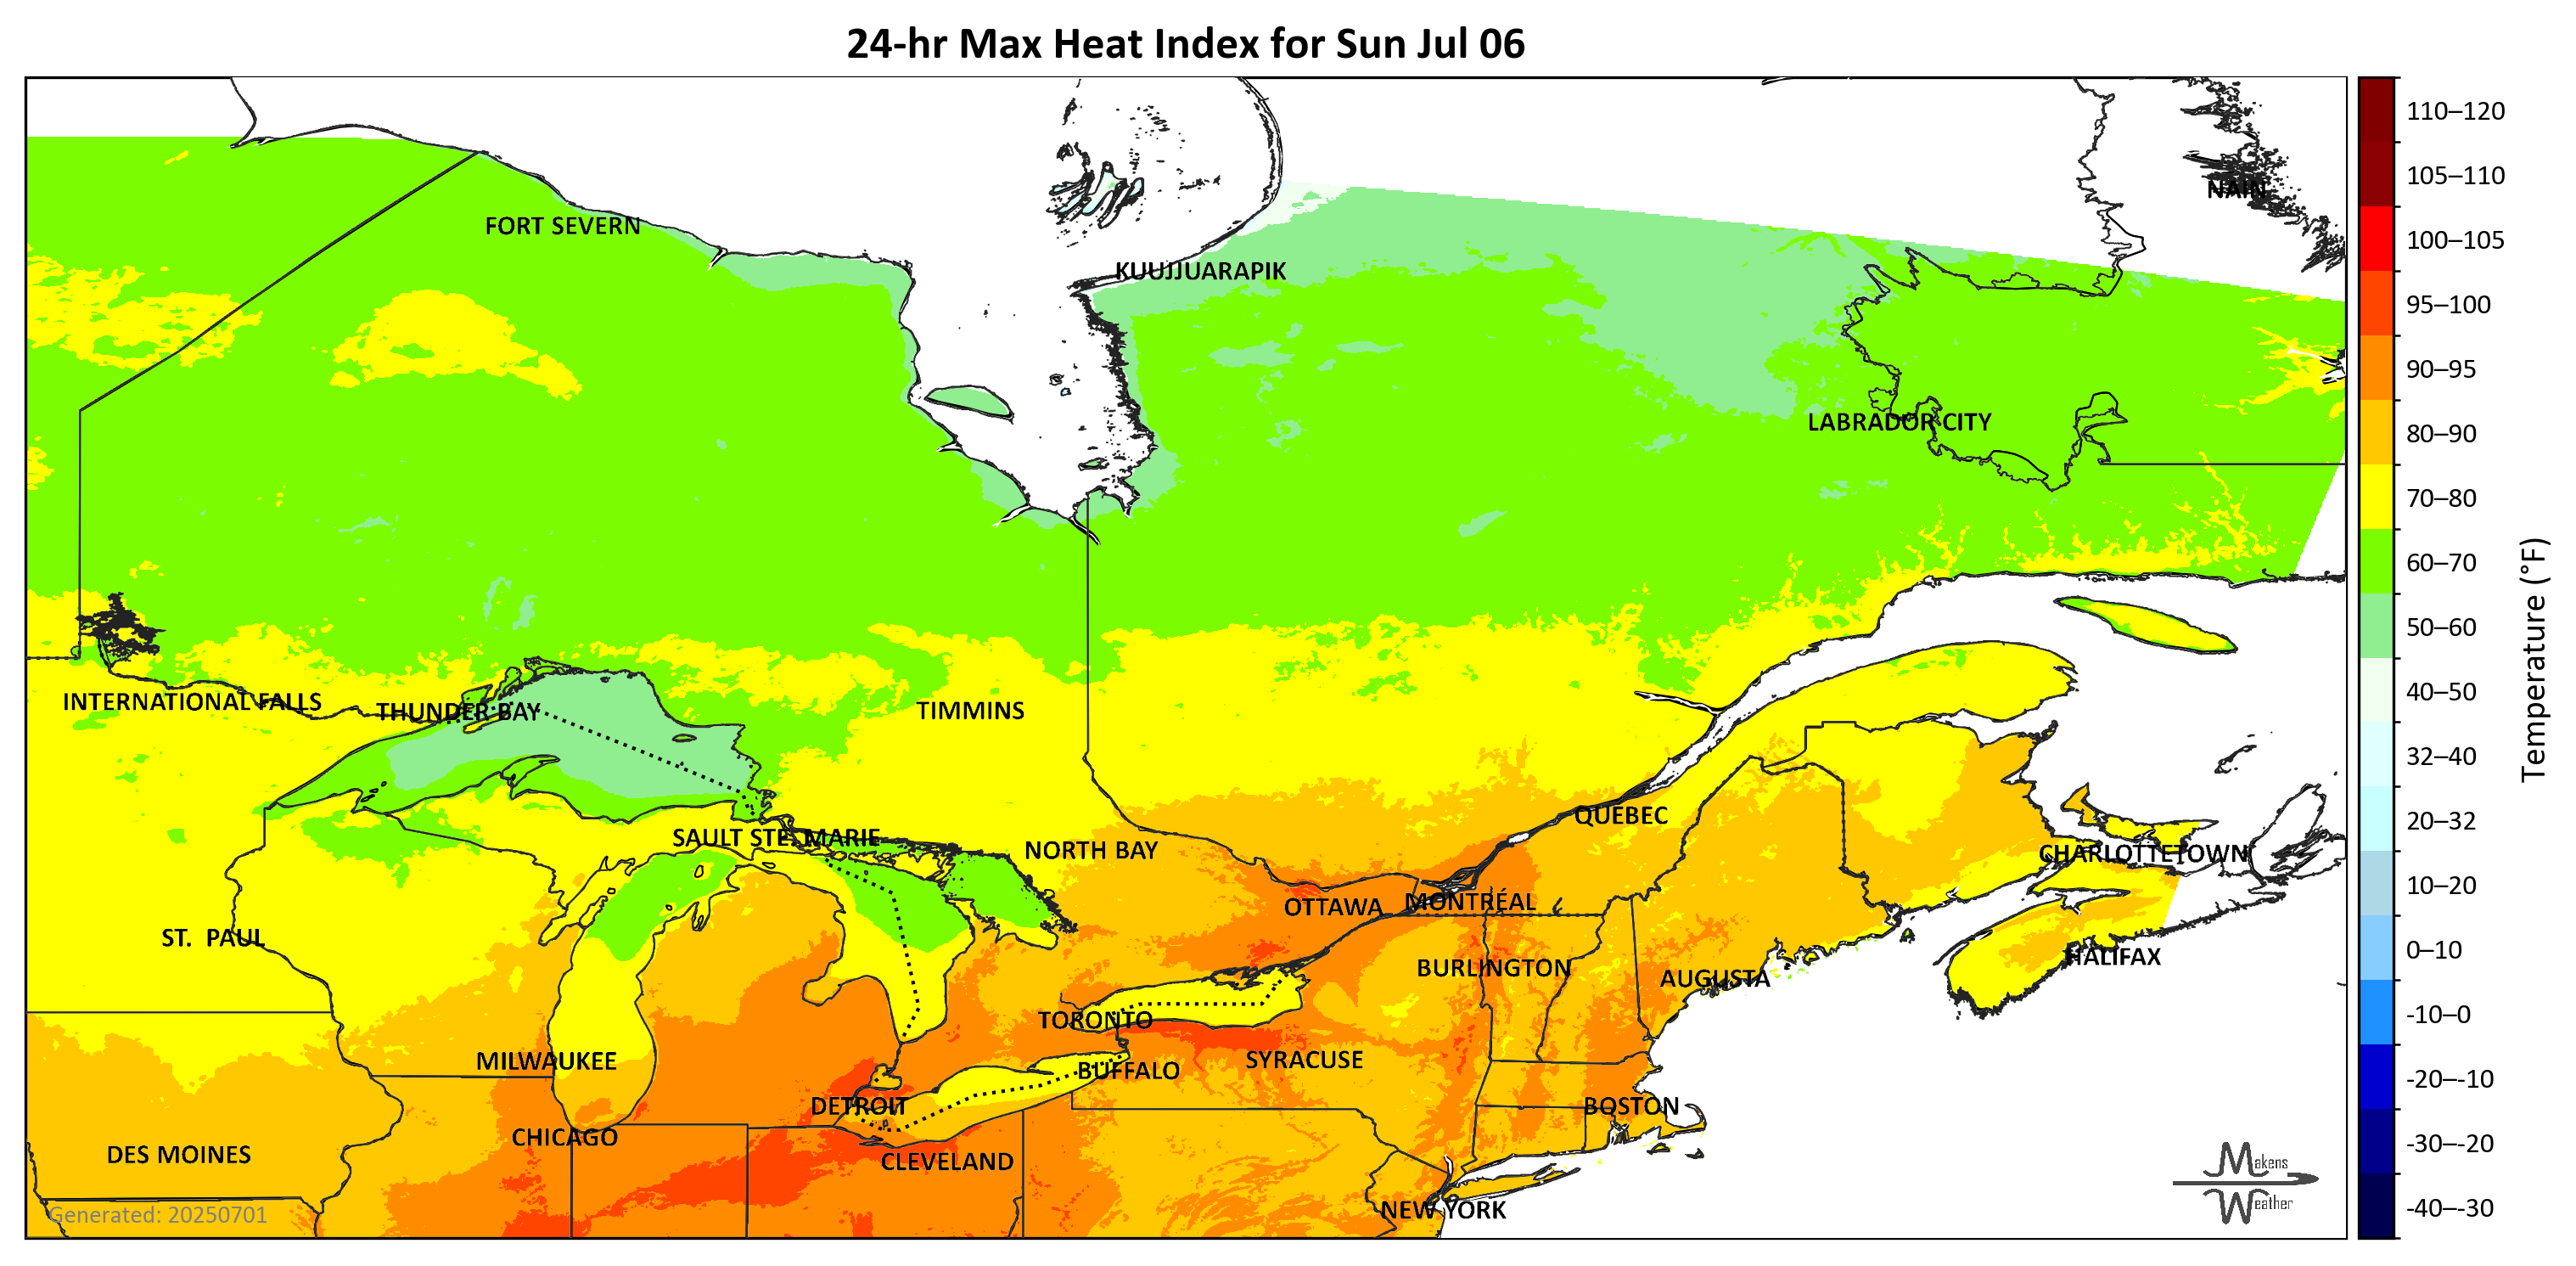 24-hr Max Heat Index for Sun Jul 06
110–120
105–110
NAIN
FORT SEVERN
100–105
KUUJJUARAPIK
95–100
90–95
LABRADOR CITY
80–90
70–80
60–70
50–60
Temperature (°F)
40–50
INTERNATIONAL FALLS
THUNDER BAY
TIMMINS
32–40
QUÉBEC
20–32
SAULT STE. MARIE
NORTH BAY
CHARLOTTETOWN
10–20
OTTAWA
MONTRÉAL
ST. PAUL
0–10
HALIFAX
BURLINGTON
AUGUSTA
-10–0
TORONTO
MILWAUKEE
SYRACUSE
BUFFALO
-20–-10
DETROIT
BOSTON
CHICAGO
-30–-20
DES MOINES
CLEVELAND
Makens
Weather
NEW YORK
-40–-30
Generated: 20250701